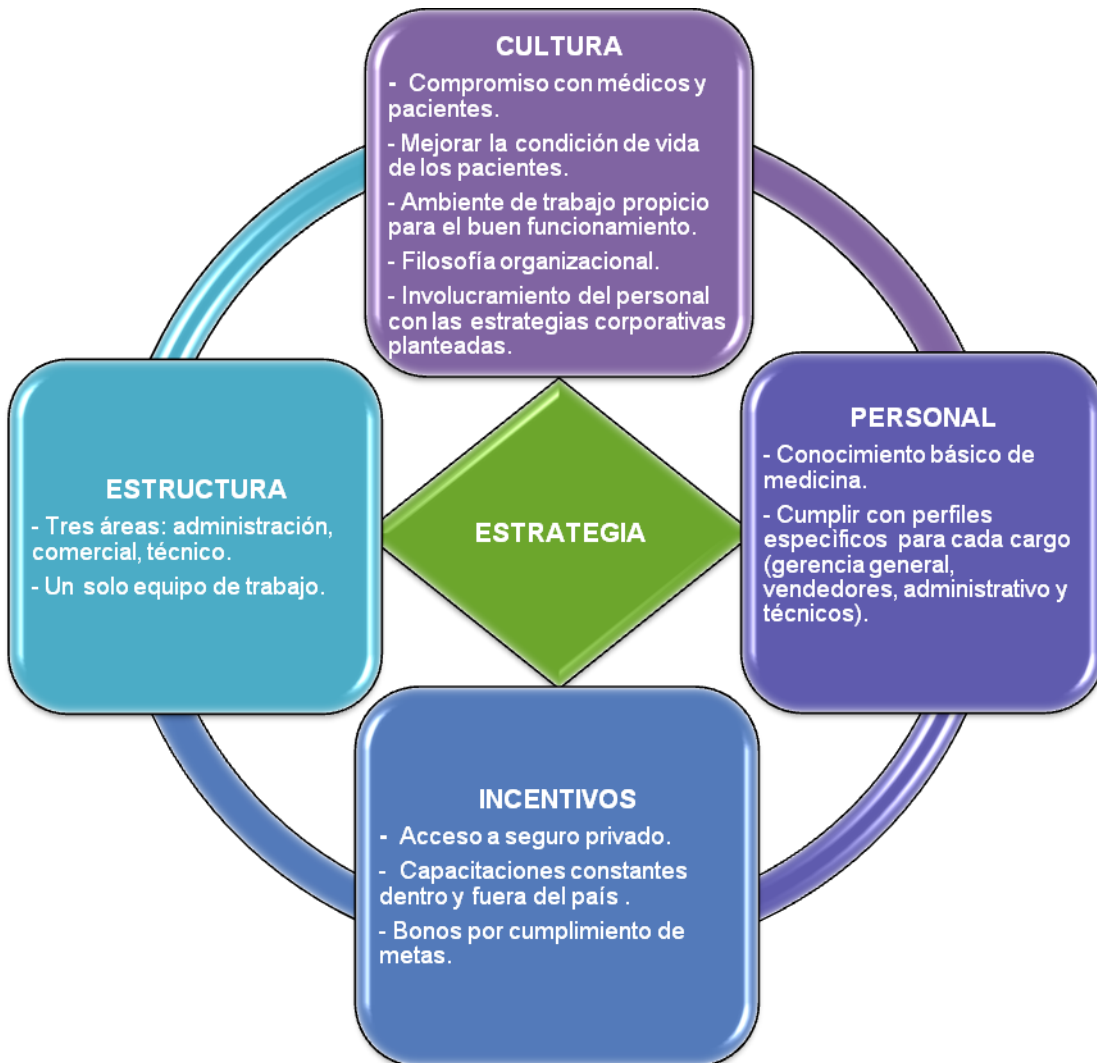 CULTURA
- Compromiso con médicos y
pacientes.
- Mejorar la condición de vida
de los pacientes.
- Ambiente de trabajo propicio
para el buen funcionamiento.
- Filosofía organizacional.
- Involucramiento del personal
con las estrategias corporativas
planteadas.
ESTRUCTURA
- Tres áreas: administración,
comercial, técnico.
- Un solo equipo de trabajo.
ESTRATEGIA
PERSONAL
- Conocimiento básico de
medicina.
- Cumplir con perfiles
específicos para cada cargo
(gerencia general,
vendedores, administrativo y
técnicos).
INCENTIVOS
- Acceso a seguro privado.
- Capacitaciones constantes
dentro y fuera del país .
- Bonos por cumplimiento de
metas.